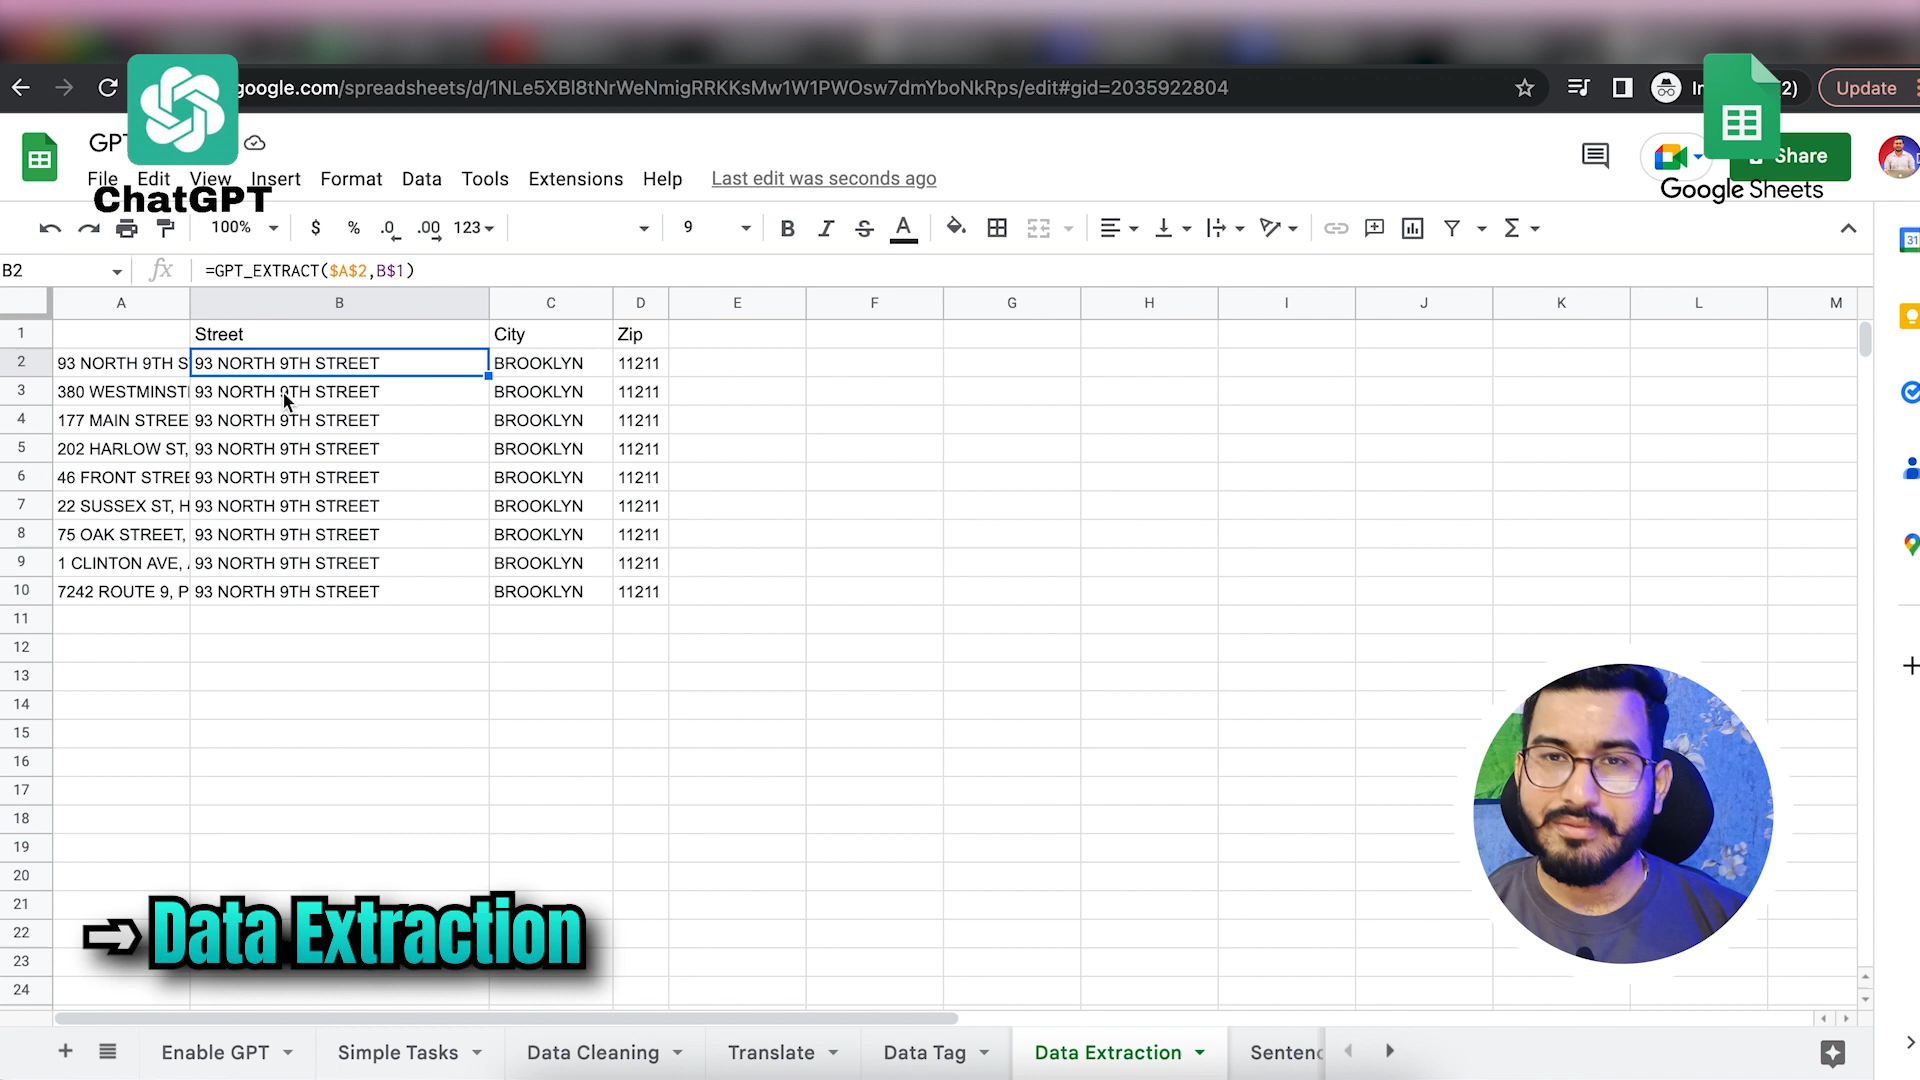 google.com/spreadsheets/d/1NLe5XBl8tNrWeNmigRRKKsMw1W1PWOsw7dmYboNkRps/edit#gid=2035922804
Update
ChatGPT
Google Sheets
Share
File Edit View Insert Format Data Tools Extensions Help Last edit was seconds ago
100% $ % .0 .00 123 9 B I S A
B2 fx =GPT_EXTRACT($A$2,B$1)
A B C D E F G H I J K L M
1 Street City Zip
2 93 NORTH 9TH S 93 NORTH 9TH STREET BROOKLYN 11211
3 380 WESTMINST 93 NORTH 9TH STREET BROOKLYN 11211
4 177 MAIN STREE 93 NORTH 9TH STREET BROOKLYN 11211
5 202 HARLOW ST, 93 NORTH 9TH STREET BROOKLYN 11211
6 46 FRONT STREE 93 NORTH 9TH STREET BROOKLYN 11211
7 22 SUSSEX ST, H 93 NORTH 9TH STREET BROOKLYN 11211
8 75 OAK STREET, 93 NORTH 9TH STREET BROOKLYN 11211
9 1 CLINTON AVE, 93 NORTH 9TH STREET BROOKLYN 11211
10 7242 ROUTE 9, P 93 NORTH 9TH STREET BROOKLYN 11211
11
12
13
14
15
16
17
18
19
20
21
22
23
24
Data Extraction
Enable GPT Simple Tasks Data Cleaning Translate Data Tag Data Extraction Sentenc
31